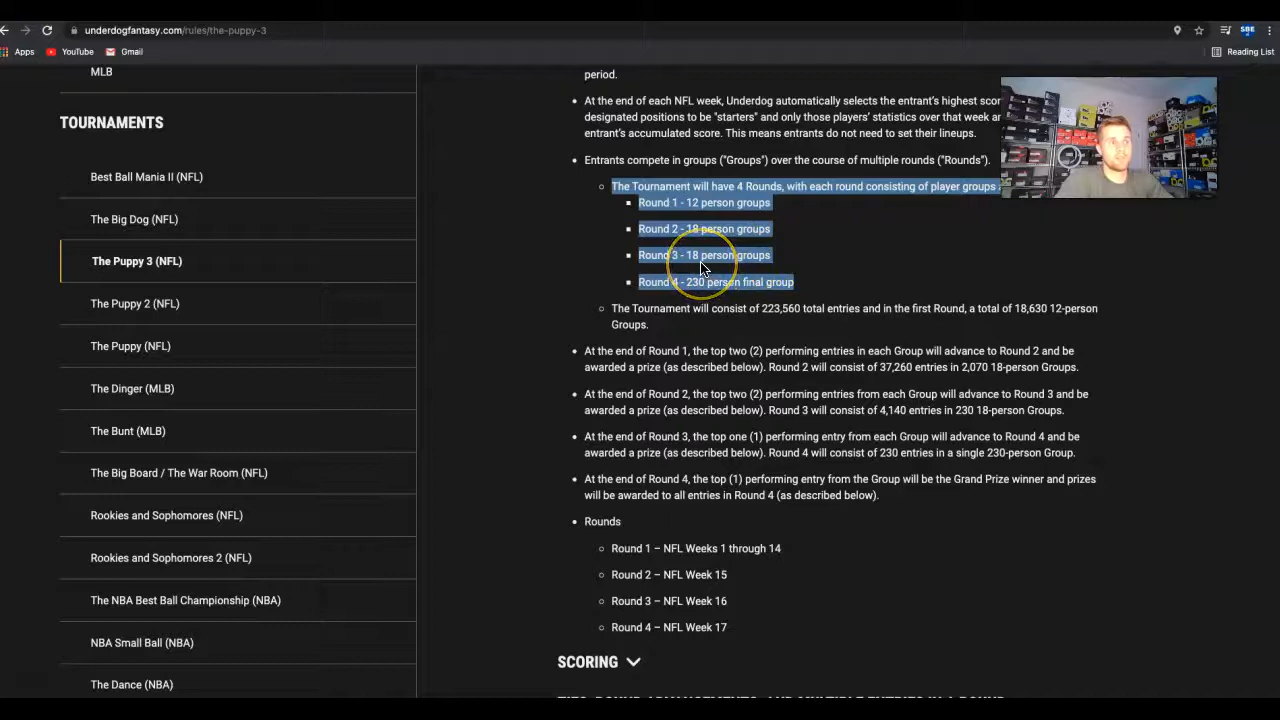 underdogfantasy.com/rules/the-puppy-3
SBE
Apps
YouTube
Gmail
Reading List
MLB
TOURNAMENTS
Best Ball Mania II (NFL)
The Big Dog (NFL)
The Puppy 3 (NFL)
The Puppy 2 (NFL)
The Puppy (NFL)
The Dinger (MLB)
The Bunt (MLB)
The Big Board / The War Room (NFL)
Rookies and Sophomores (NFL)
Rookies and Sophomores 2 (NFL)
The NBA Best Ball Championship (NBA)
NBA Small Ball (NBA)
The Dance (NBA)
period.
At the end of each NFL week, Underdog automatically selects the entrant's highest scor
designated positions to be "starters" and only those players' statistics over that week a
entrant's accumulated score. This means entrants do not need to set their lineups.
Entrants compete in groups ("Groups") over the course of multiple rounds ("Rounds").
The Tournament will have 4 Rounds, with each round consisting of player groups
Round 1 - 12 person groups
Round 2 - 18 person groups
Round 3 - 18 person groups
Round 4 - 230 person final group
The Tournament will consist of 223,560 total entries and in the first Round, a total of 18,630 12-person
Groups.
At the end of Round 1, the top two (2) performing entries in each Group will advance to Round 2 and be
awarded a prize (as described below). Round 2 will consist of 37,260 entries in 2,070 18-person Groups.
At the end of Round 2, the top two (2) performing entries from each Group will advance to Round 3 and be
awarded a prize (as described below). Round 3 will consist of 4,140 entries in 230 18-person Groups.
At the end of Round 3, the top one (1) performing entry from each Group will advance to Round 4 and be
awarded a prize (as described below). Round 4 will consist of 230 entries in a single 230-person Group.
At the end of Round 4, the top (1) performing entry from the Group will be the Grand Prize winner and prizes
will be awarded to all entries in Round 4 (as described below).
Rounds
Round 1 – NFL Weeks 1 through 14
Round 2 – NFL Week 15
Round 3 – NFL Week 16
Round 4 – NFL Week 17
SCORING